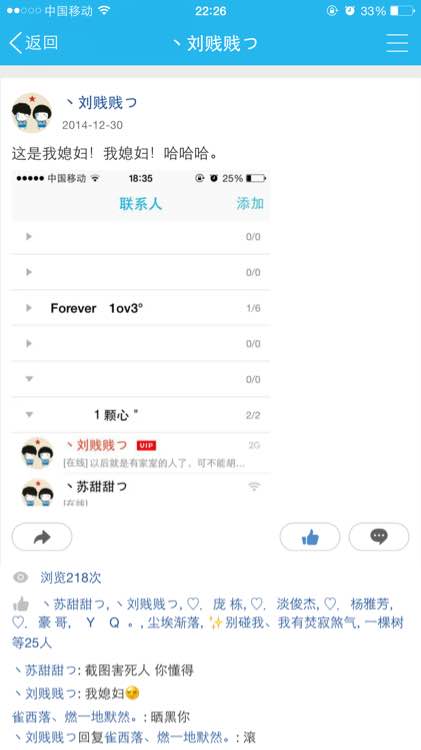 中国移动 22:26 33%
返回 丶刘贱贱つ
丶刘贱贱つ
2014-12-30
这是我媳妇！我媳妇！哈哈哈。
中国移动 18:35 25%
联系人 添加
0/0
0/0
Forever 1ov3° 1/6
0/0
0/0
1 颗心 " 2/2
丶刘贱贱つ VIP 2G
[在线] 以后就是有家室的人了，可不能胡...
丶苏甜甜つ
[在线]
浏览218次
丶苏甜甜つ, 丶刘贱贱つ, ♡. 庞 栋, ♡. 淡俊杰, ♡. 杨雅芳,
♡. 豪 哥, Y Q 。, 尘埃渐落, ✨别碰我、我有焚寂煞气, 一棵树
等25人
丶苏甜甜つ: 截图害死人 你懂得
丶刘贱贱つ: 我媳妇
雀西落、燃一地默然。: 晒黑你
丶刘贱贱つ回复雀西落、燃一地默然。: 滚